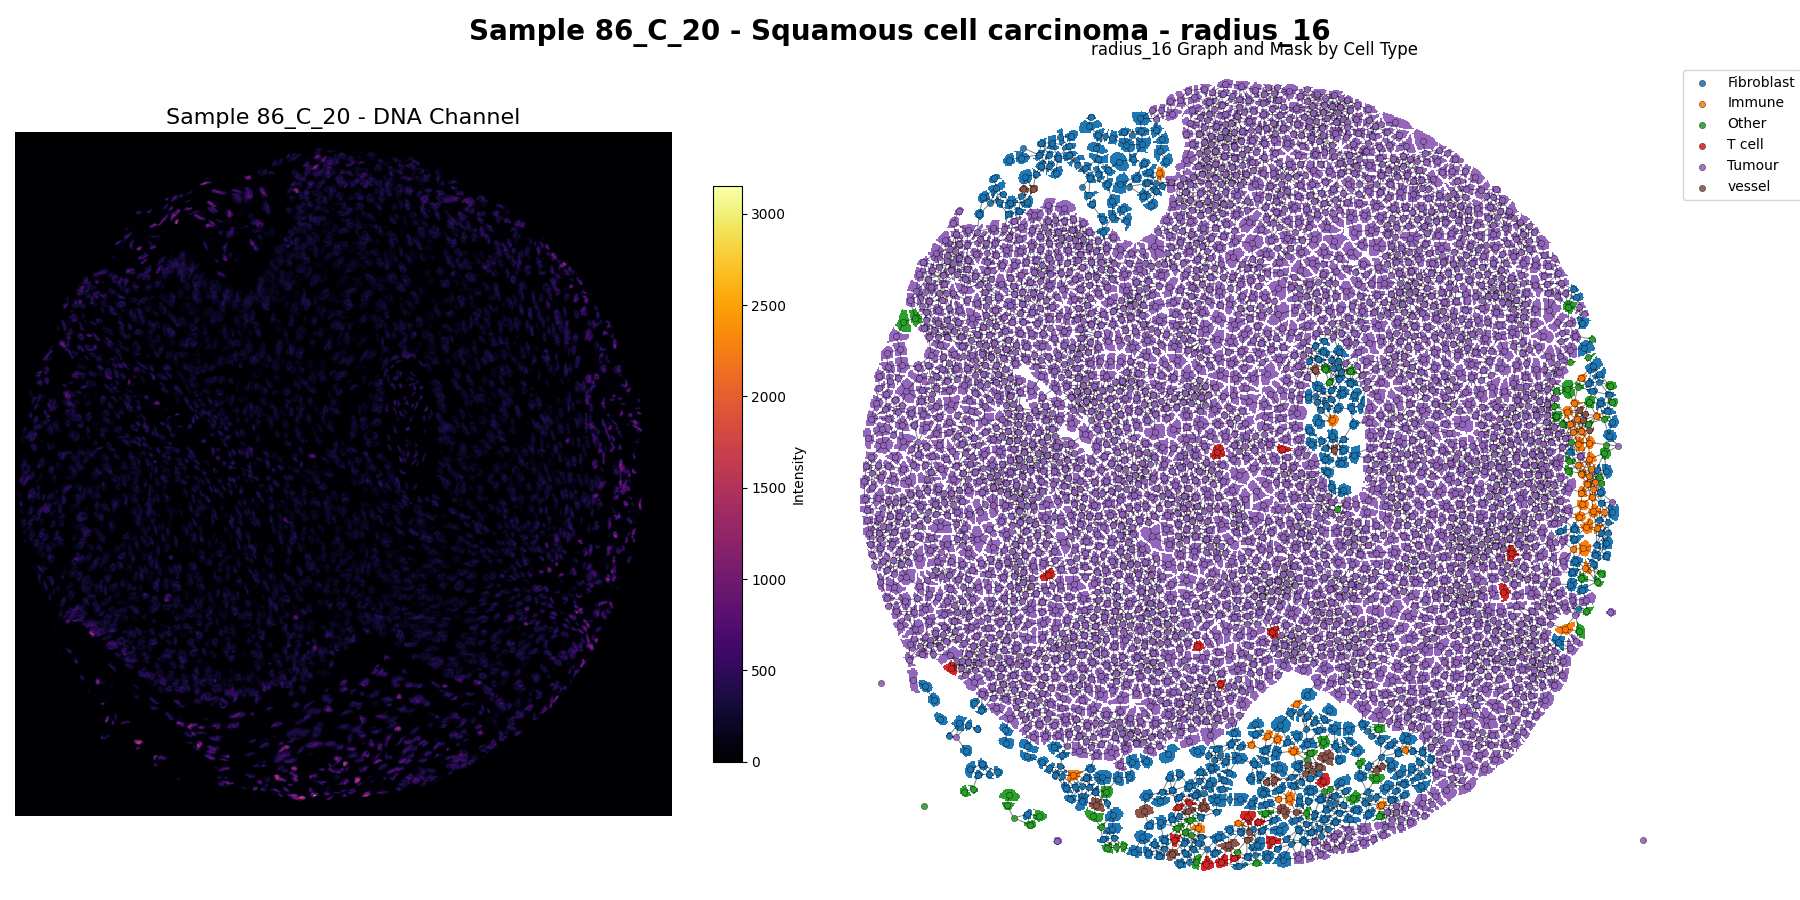 Sample 86_C_20 - Squamous cell carcinoma - radius_16
radius_16 Graph and Mask by Cell Type
Sample 86_C_20 - DNA Channel
Fibroblast
Immune
Other
T cell
Tumour
vessel
3000
2500
2000
1500
1000
500
0
Intensity